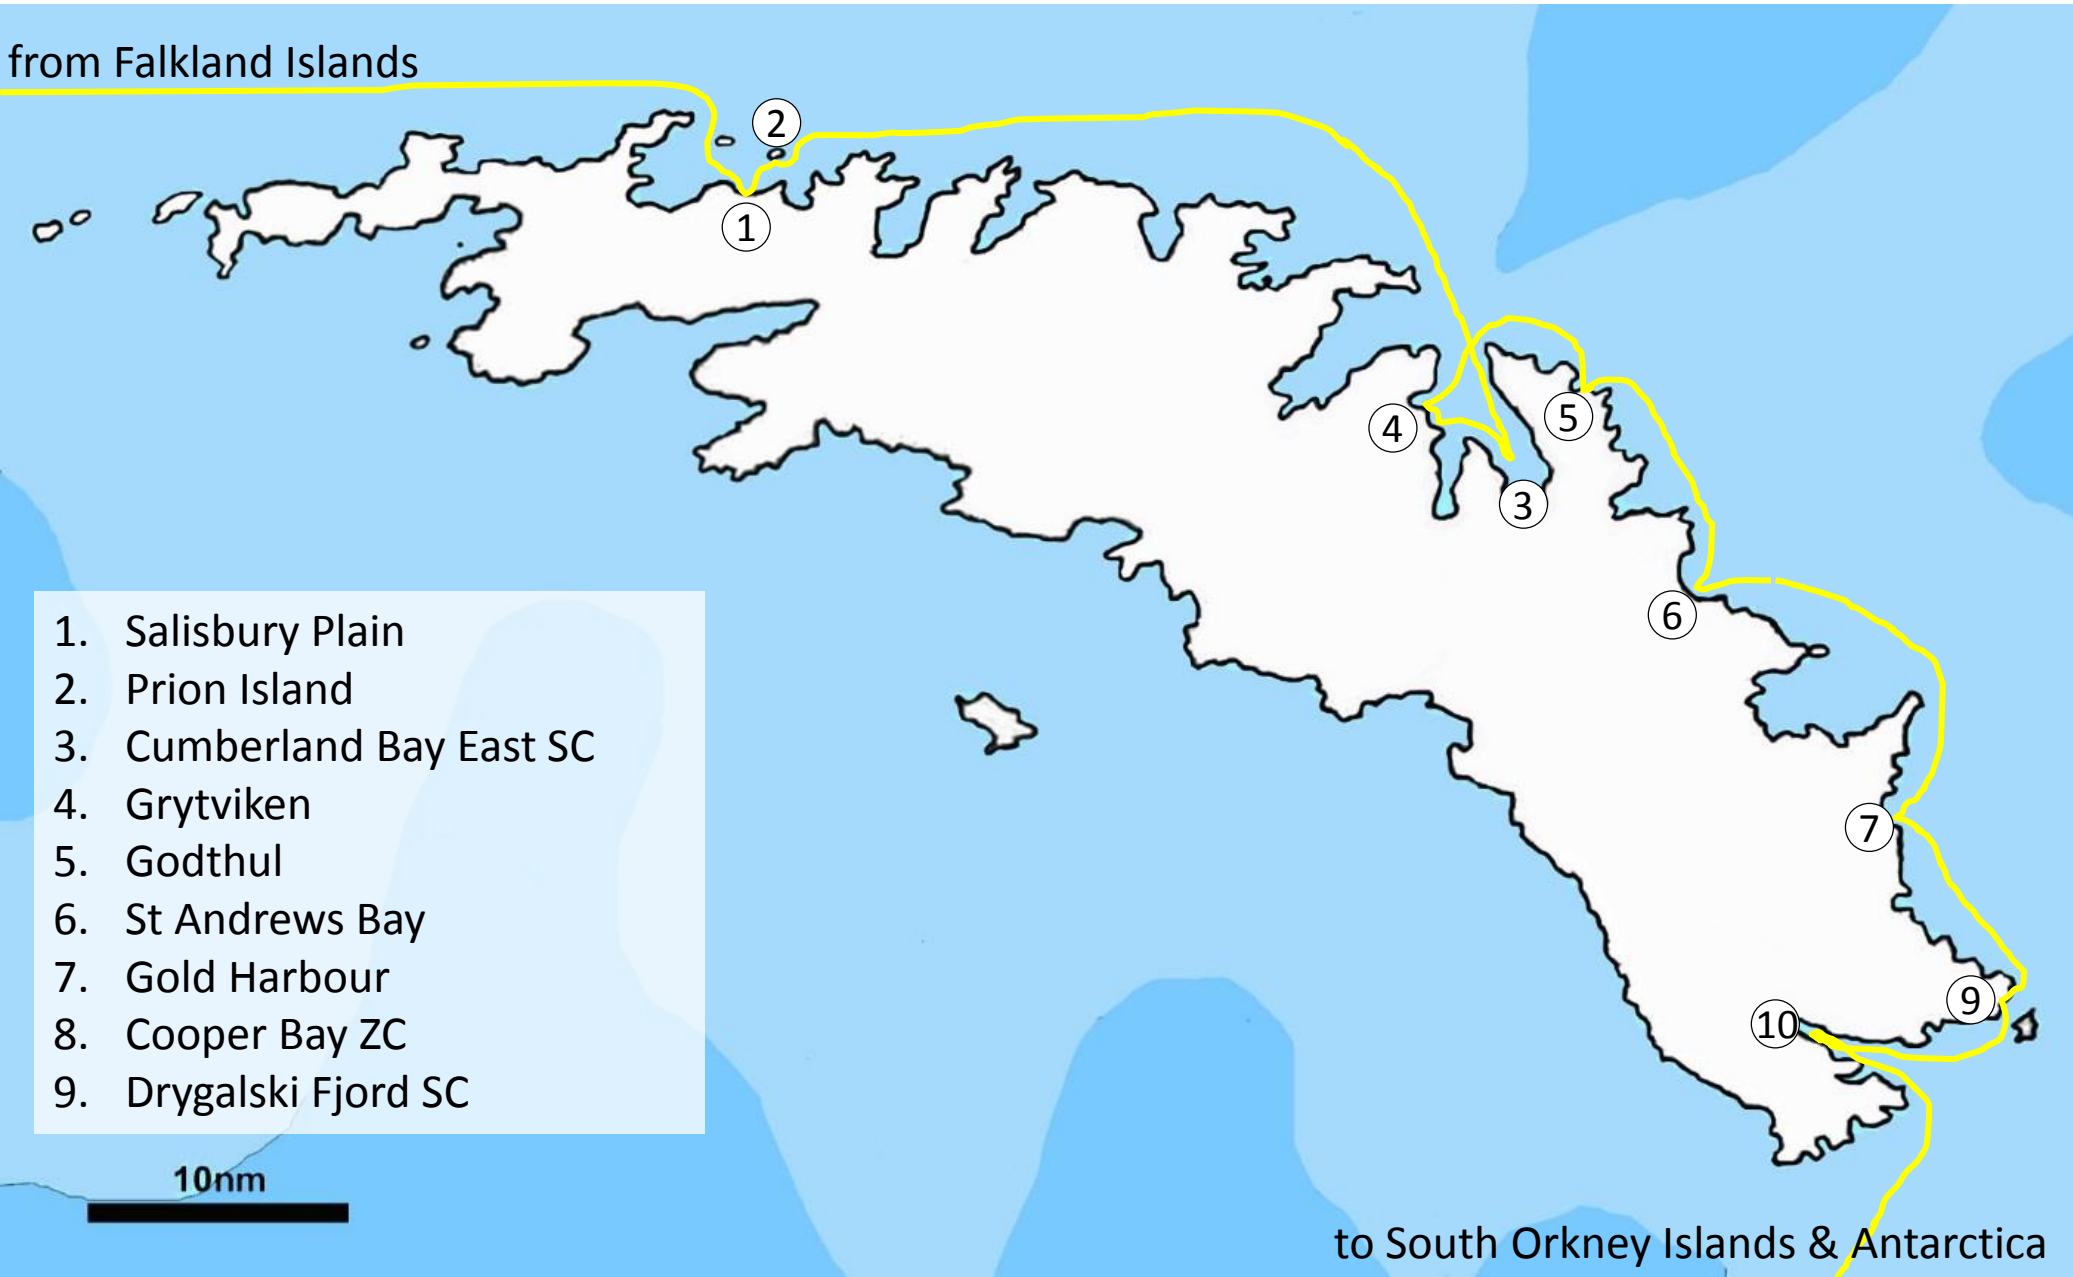 from Falkland Islands
2
1
5
4
3
6
1. Salisbury Plain
2. Prion Island
3. Cumberland Bay East SC
4. Grytviken
5. Godthul
6. St Andrews Bay
7. Gold Harbour
8. Cooper Bay ZC
9. Drygalski Fjord SC
7
9
10
10nm
to South Orkney Islands & Antarctica